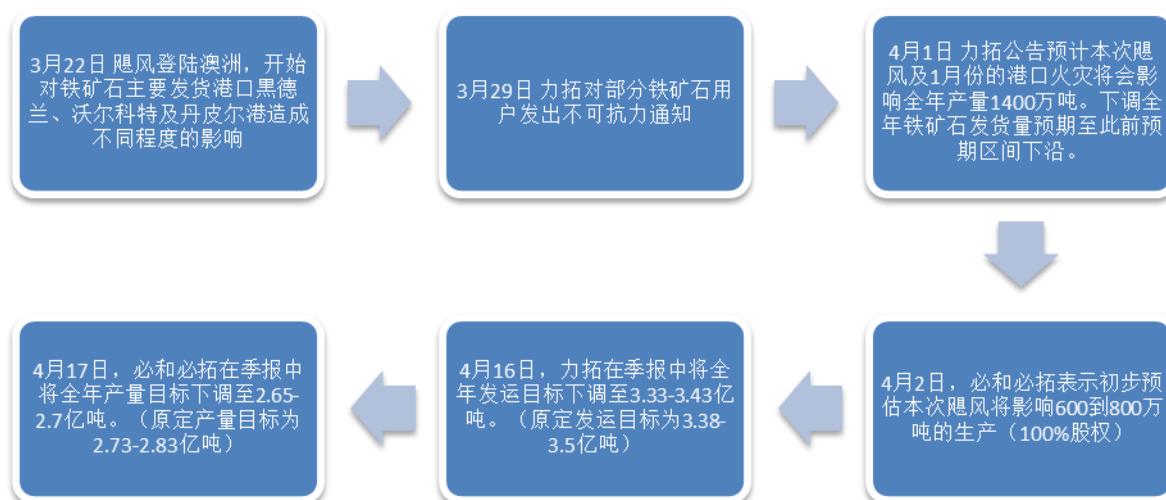 3月22日 飓风登陆澳洲，开始
对铁矿石主要发货港口黑德
兰、沃尔科特及丹皮尔港造成
不同程度的影响
3月29日 力拓对部分铁矿石用
户发出不可抗力通知
4月1日 力拓公告预计本次飓
风及1月份的港口火灾将会影
响全年产量1400万吨。下调全
年铁矿石发货量预期至此前预
期区间下沿。
4月2日，必和必拓表示初步预
估本次飓风将影响600到800万
吨的生产（100%股权）
4月16日，力拓在季报中将全
年发运目标下调至3.33-3.43亿
吨。（原定发运目标为3.38-
3.5亿吨）
4月17日，必和必拓在季报中
将全年产量目标下调至2.65-
2.7亿吨。（原定产量目标为
2.73-2.83亿吨）